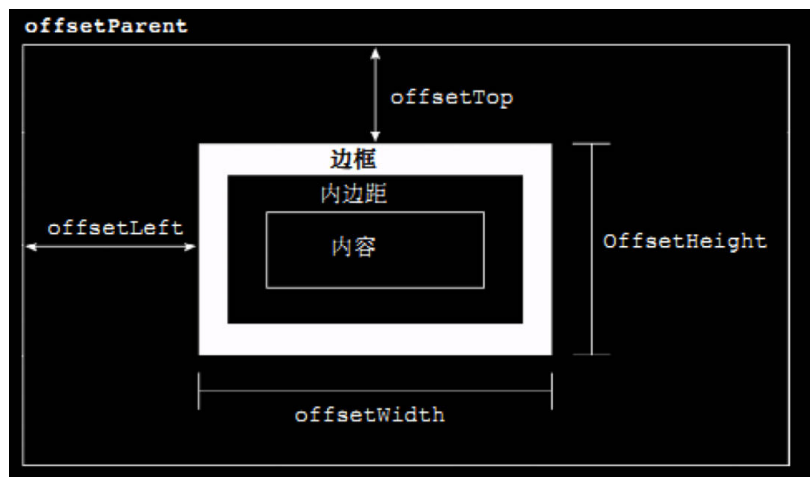 offsetParent
offsetTop
边框
内边距
offsetLeft
内容
OffsetHeight
offsetWidth